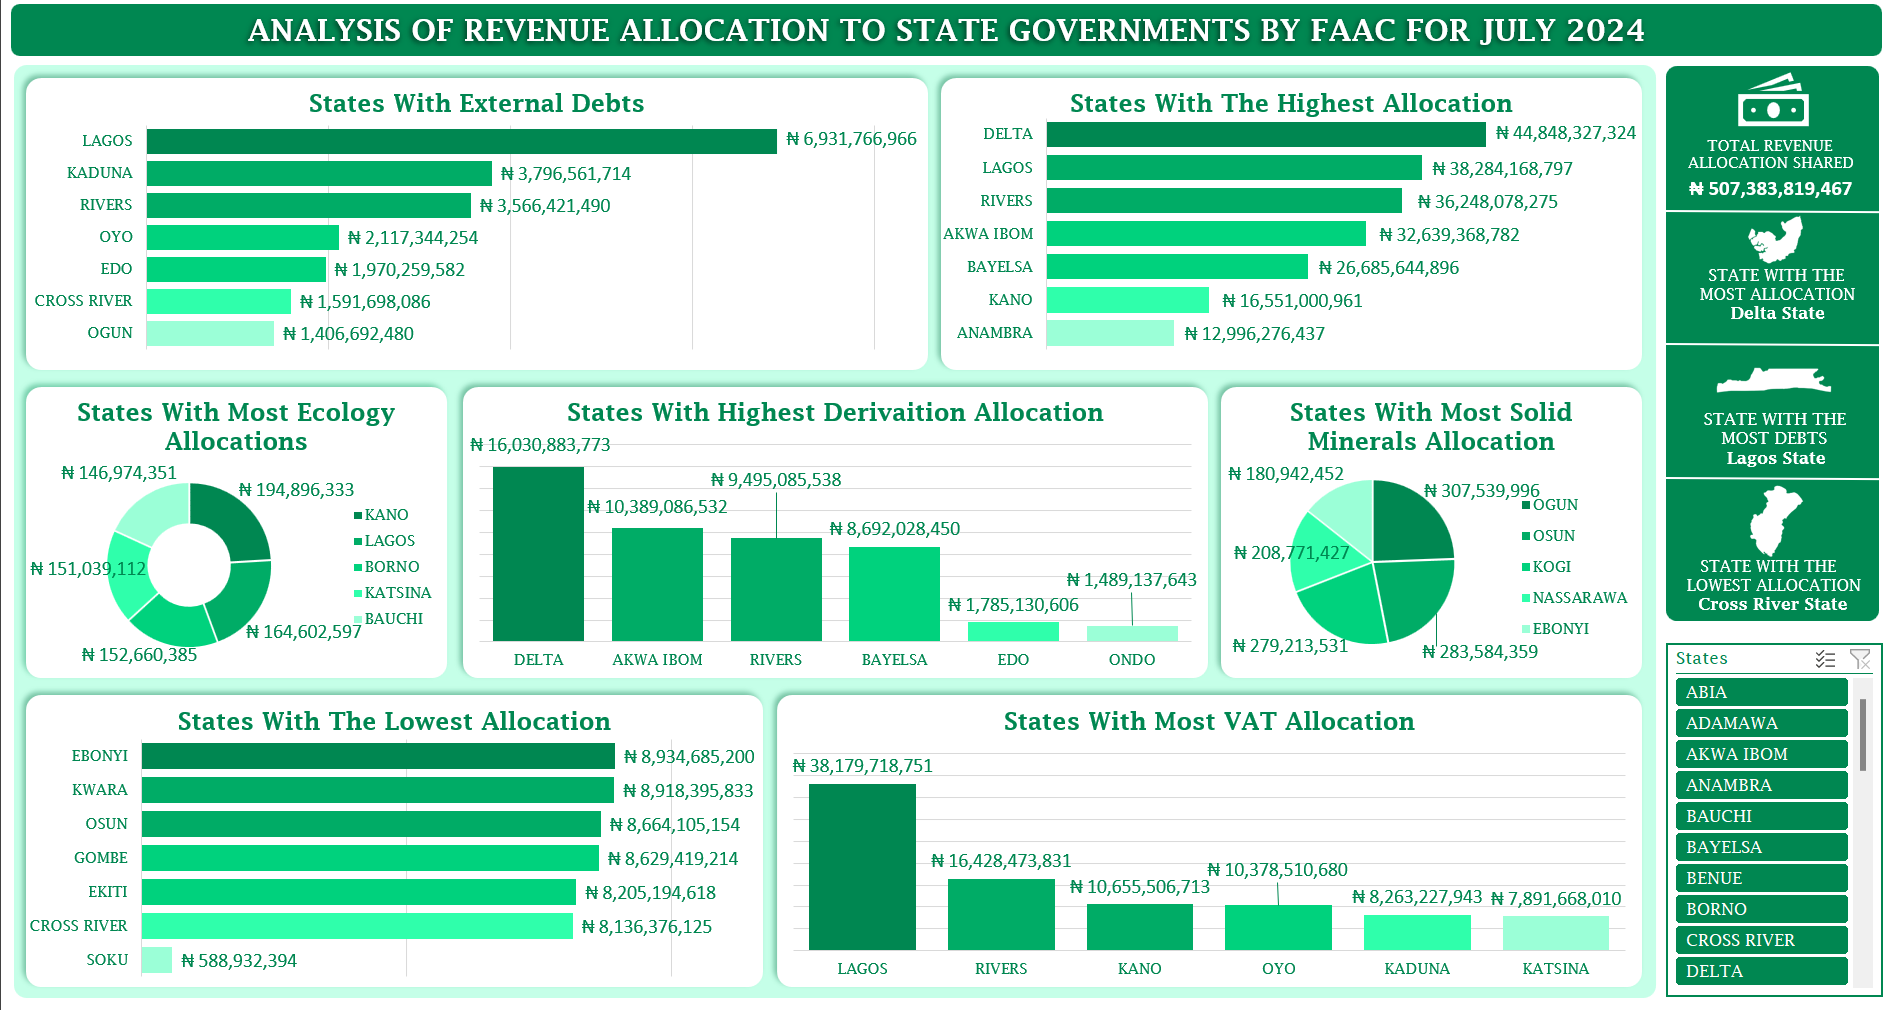 ANALYSIS OF REVENUE ALLOCATION TO STATE GOVERNMENTS BY FAAC FOR JULY 2024
States With External Debts
LAGOS ₦ 6,931,766,966
KADUNA ₦ 3,796,561,714
RIVERS ₦ 3,566,421,490
OYO ₦ 2,117,344,254
EDO ₦ 1,970,259,582
CROSS RIVER ₦ 1,591,698,086
OGUN ₦ 1,406,692,480
States With The Highest Allocation
DELTA ₦ 44,848,327,324
LAGOS ₦ 38,284,168,797
RIVERS ₦ 36,248,078,275
AKWA IBOM ₦ 32,639,368,782
BAYELSA ₦ 26,685,644,896
KANO ₦ 16,551,000,961
ANAMBRA ₦ 12,996,276,437
TOTAL REVENUE
ALLOCATION SHARED
₦ 507,383,819,467
STATE WITH THE
MOST ALLOCATION
Delta State
STATE WITH THE
MOST DEBTS
Lagos State
STATE WITH THE
LOWEST ALLOCATION
Cross River State
States With Most Ecology
Allocations
₦ 146,974,351
₦ 194,896,333
₦ 151,039,112
₦ 164,602,597
₦ 152,660,385
KANO
LAGOS
BORNO
KATSINA
BAUCHI
States With Highest Derivaition Allocation
₦ 16,030,883,773
₦ 10,389,086,532
₦ 9,495,085,538
₦ 8,692,028,450
₦ 1,785,130,606
₦ 1,489,137,643
DELTA AKWA IBOM RIVERS BAYELSA EDO ONDO
States With Most Solid
Minerals Allocation
₦ 180,942,452
₦ 307,539,996
₦ 208,771,427
₦ 279,213,531
₦ 283,584,359
OGUN
OSUN
KOGI
NASSARAWA
EBONYI
States With The Lowest Allocation
EBONYI ₦ 8,934,685,200
KWARA ₦ 8,918,395,833
OSUN ₦ 8,664,105,154
GOMBE ₦ 8,629,419,214
EKITI ₦ 8,205,194,618
CROSS RIVER ₦ 8,136,376,125
SOKU ₦ 588,932,394
States With Most VAT Allocation
₦ 38,179,718,751
₦ 16,428,473,831
₦ 10,655,506,713
₦ 10,378,510,680
₦ 8,263,227,943
₦ 7,891,668,010
LAGOS RIVERS KANO OYO KADUNA KATSINA
States
ABIA
ADAMAWA
AKWA IBOM
ANAMBRA
BAUCHI
BAYELSA
BENUE
BORNO
CROSS RIVER
DELTA